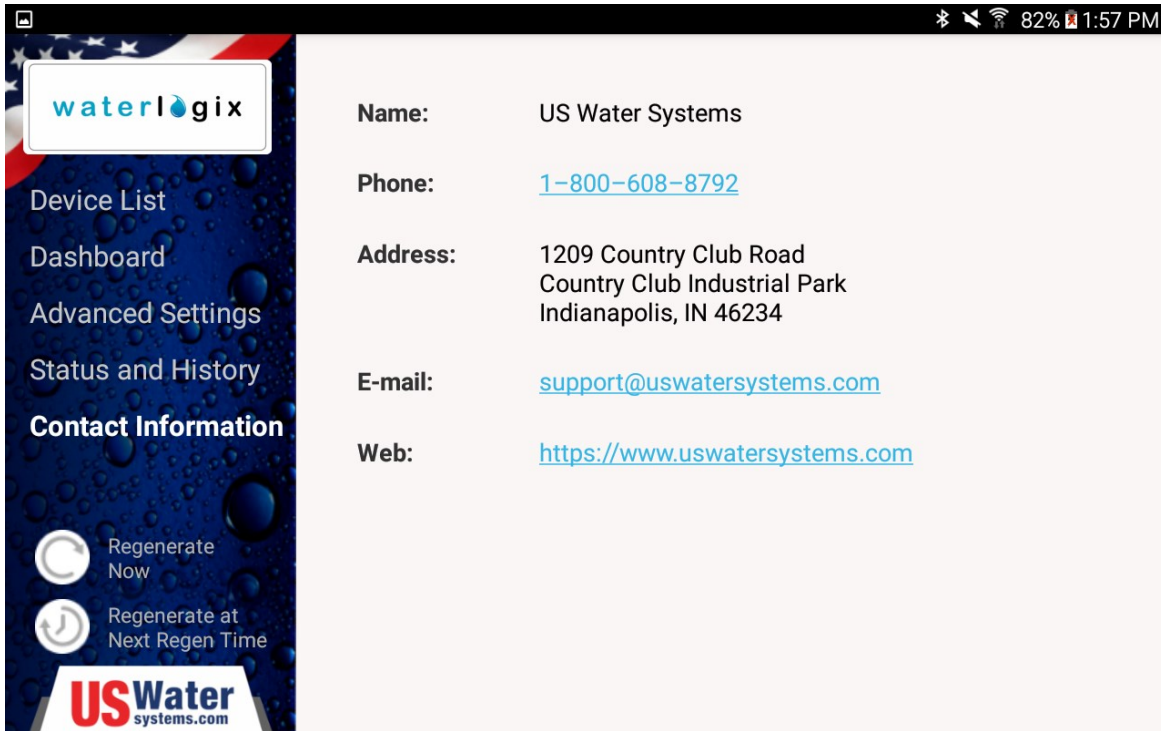 82% 1:57 PM
waterlogix
Device List
Dashboard
Advanced Settings
Status and History
Contact Information
Regenerate
Now
Regenerate at
Next Regen Time
USWater
systems.com
Name: US Water Systems
Phone: 1–800–608–8792
Address: 1209 Country Club Road
Country Club Industrial Park
Indianapolis, IN 46234
E-mail: support@uswatersystems.com
Web: https://www.uswatersystems.com